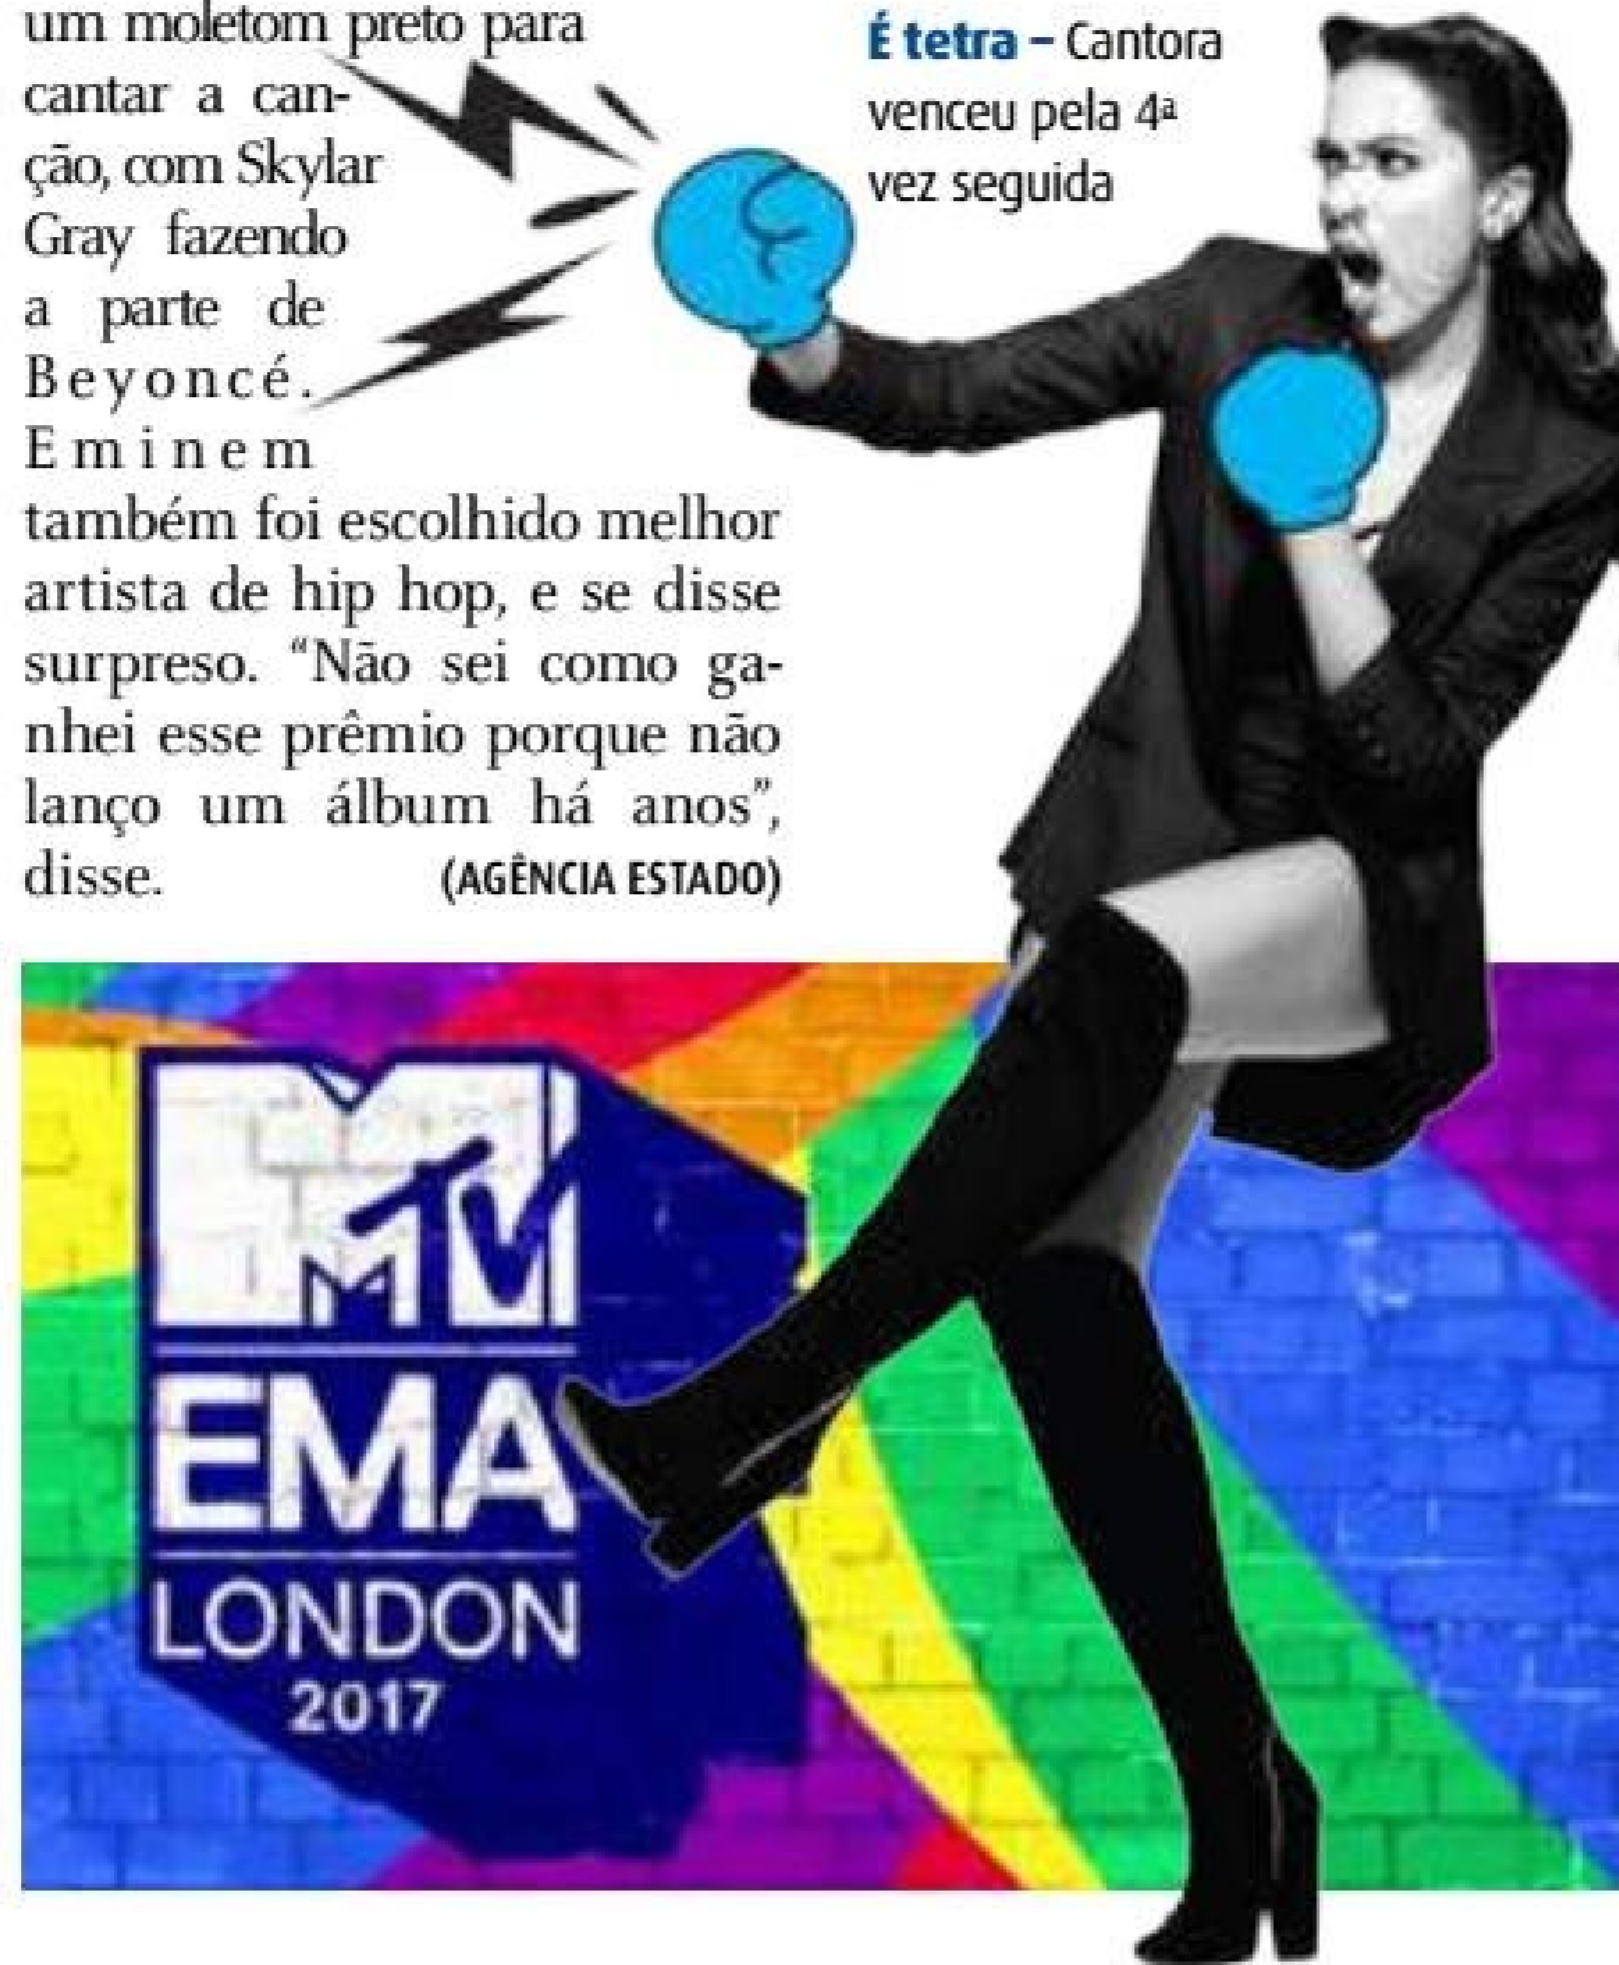 um moletom preto para
cantar a can-
ção, com Skylar
Gray fazendo
a parte de
Beyoncé.
Eminem
também foi escolhido melhor
artista de hip hop, e se disse
surpreso. “Não sei como ga-
nhei esse prêmio porque não
lanço um álbum há anos”,
disse. (AGÊNCIA ESTADO)
É tetra – Cantora
venceu pela 4ª
vez seguida
MTV
EMA
LONDON
2017